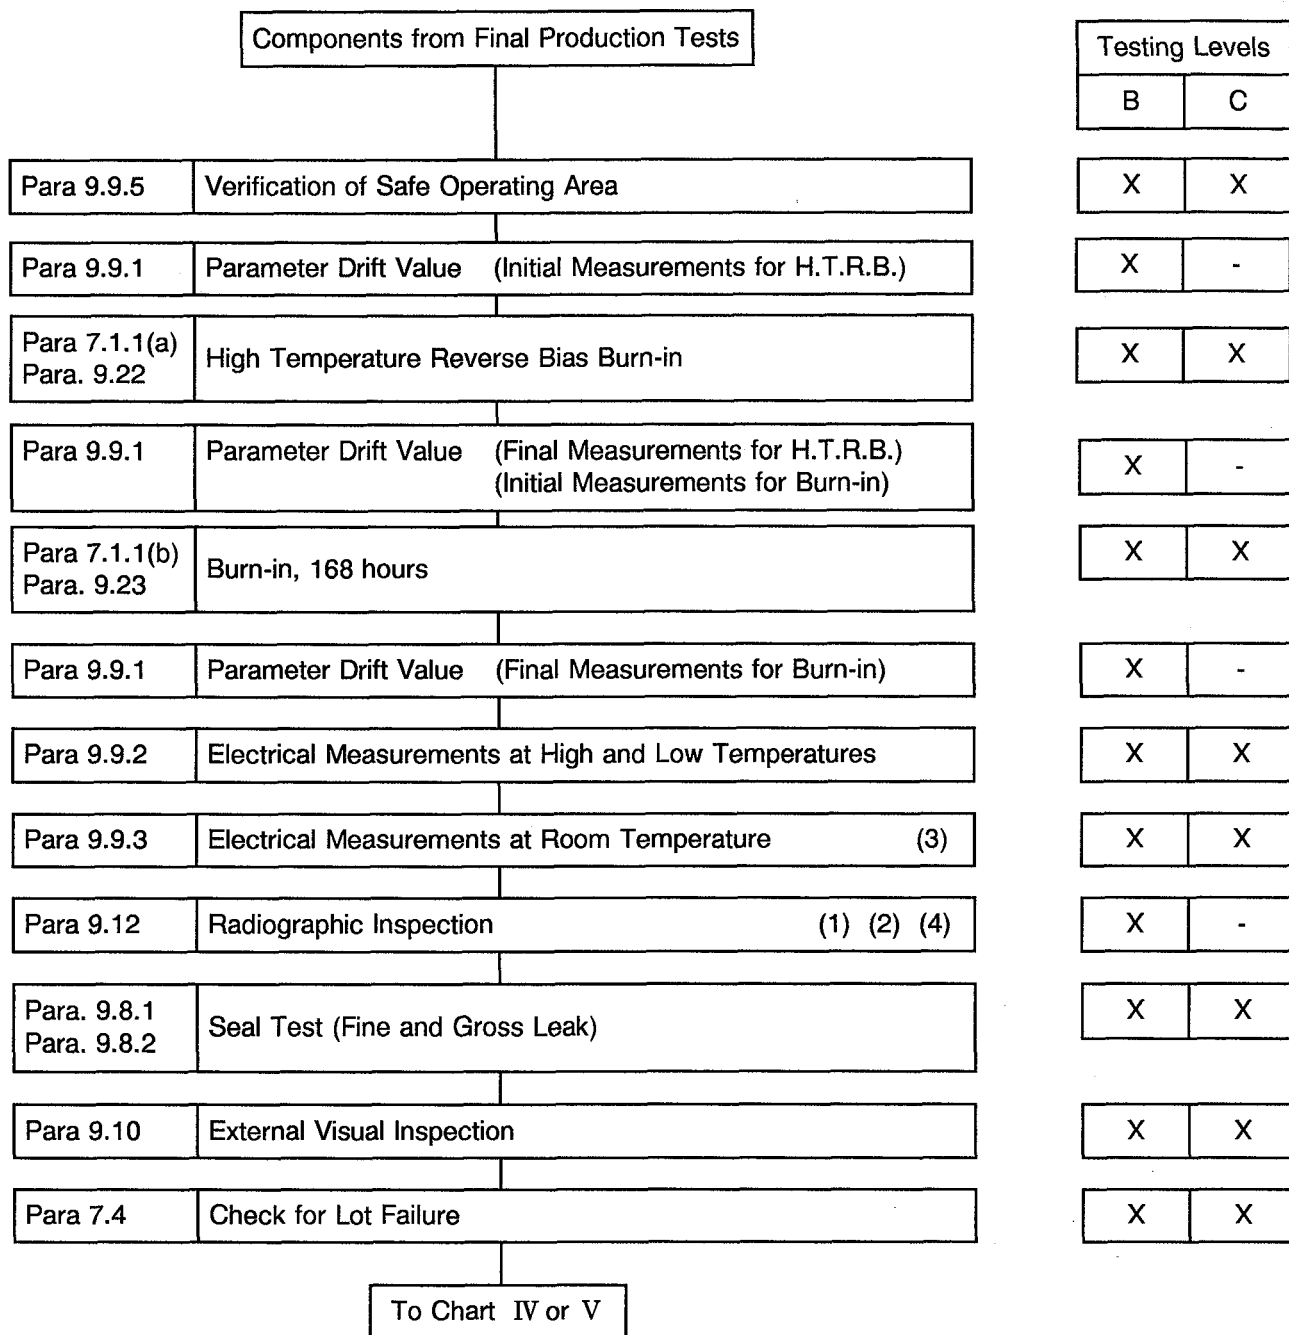 Components from Final Production Tests
Testing Levels
B C
Para 9.9.5 Verification of Safe Operating Area X X
Para 9.9.1 Parameter Drift Value (Initial Measurements for H.T.R.B.) X -
Para 7.1.1(a)
Para. 9.22
High Temperature Reverse Bias Burn-in X X
Para 9.9.1 Parameter Drift Value (Final Measurements for H.T.R.B.)
(Initial Measurements for Burn-in)
X -
Para 7.1.1(b)
Para. 9.23
Burn-in, 168 hours X X
Para 9.9.1 Parameter Drift Value (Final Measurements for Burn-in) X -
Para 9.9.2 Electrical Measurements at High and Low Temperatures X X
Para 9.9.3 Electrical Measurements at Room Temperature (3) X X
Para 9.12 Radiographic Inspection (1) (2) (4) X -
Para. 9.8.1
Para. 9.8.2
Seal Test (Fine and Gross Leak) X X
Para 9.10 External Visual Inspection X X
Para 7.4 Check for Lot Failure X X
To Chart IV or V